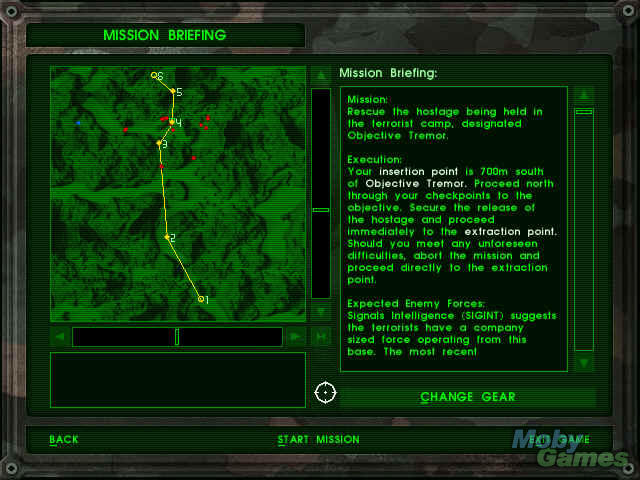 MISSION BRIEFING
Mission Briefing:
6
5
4
3
2
1
Mission:
Rescue the hostage being held in
the terrorist camp, designated
Objective Tremor.
Execution:
Your insertion point is 700m south
of Objective Tremor. Proceed north
through your checkpoints to the
objective. Secure the release of
the hostage and proceed
immediately to the extraction point.
Should you meet any unforeseen
difficulties, abort the mission and
proceed directly to the extraction
point.
Expected Enemy Forces:
Signals Intelligence (SIGINT) suggests
the terrorists have a company
sized force operating from this
base. The most recent
CHANGE GEAR
BACK
START MISSION
EXIT GAME
Moby
Games